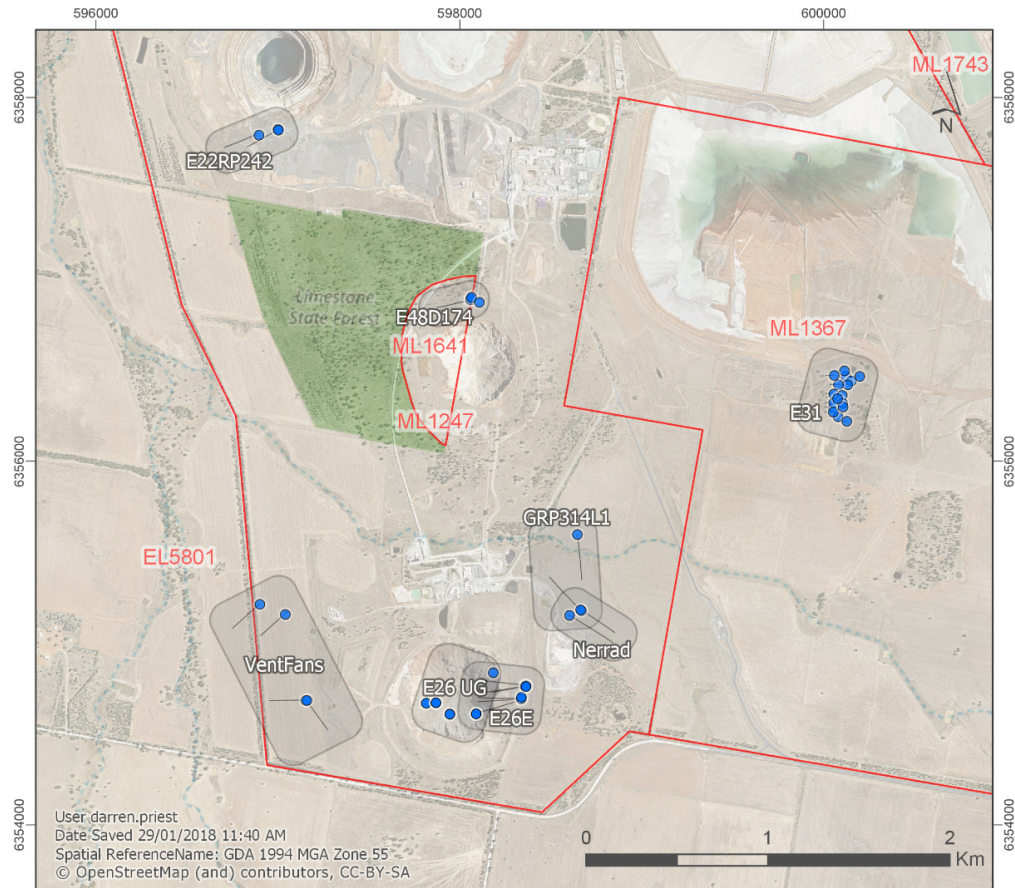 596000
598000
600000
ML1743
N
6358000
6358000
E22RP242
Limestone
State Forest
E48D174
ML1641
ML1367
ML1247
E31
6356000
6356000
GRP314L1
EL5801
Nerrad
VentFans
E26 UG
E26E
6354000
6354000
User darren.priest
Date Saved 29/01/2018 11:40 AM
Spatial ReferenceName: GDA 1994 MGA Zone 55
© OpenStreetMap (and) contributors, CC-BY-SA
0 1 2
Km